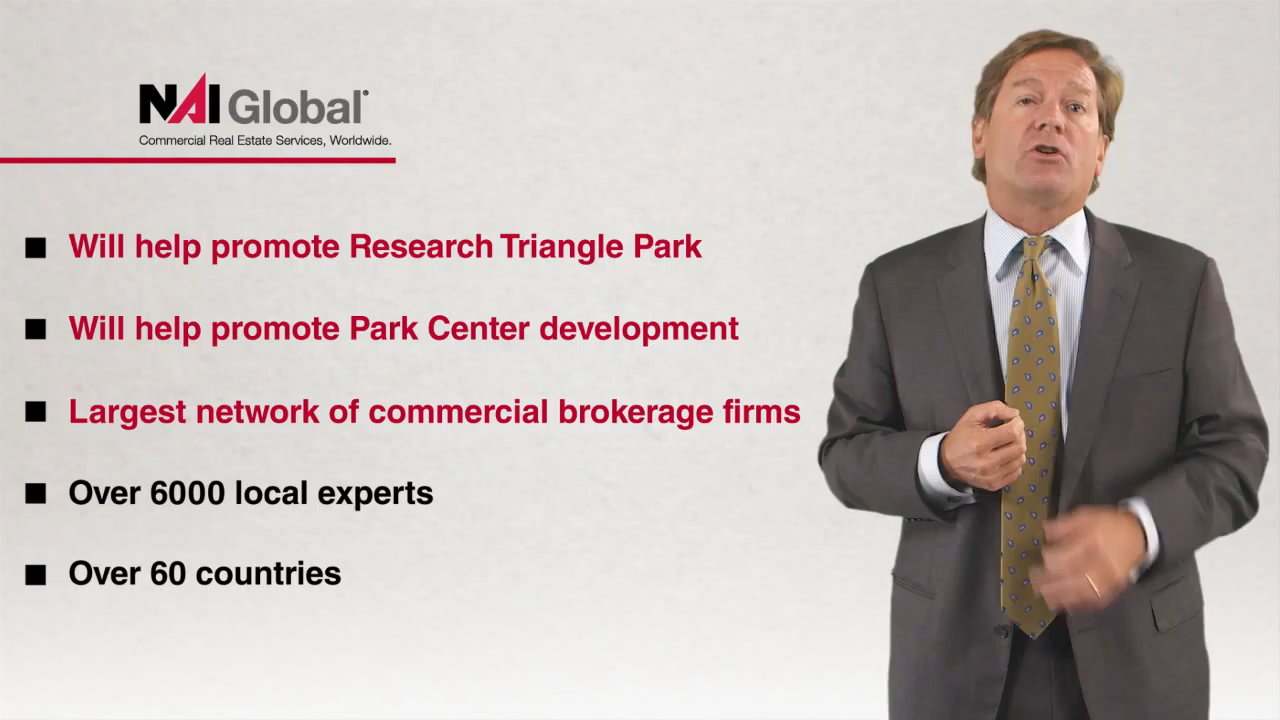 NAI Global
Commercial Real Estate Services, Worldwide.
Will help promote Research Triangle Park
Will help promote Park Center development
Largest network of commercial brokerage firms
Over 6000 local experts
Over 60 countries